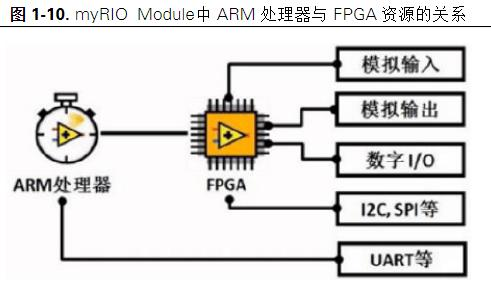 图 1-10. myRIO Module中 ARM 处理器与 FPGA 资源的关系
模拟输入
模拟输出
数字 I/O
ARM处理器
FPGA
I2C, SPI等
UART等